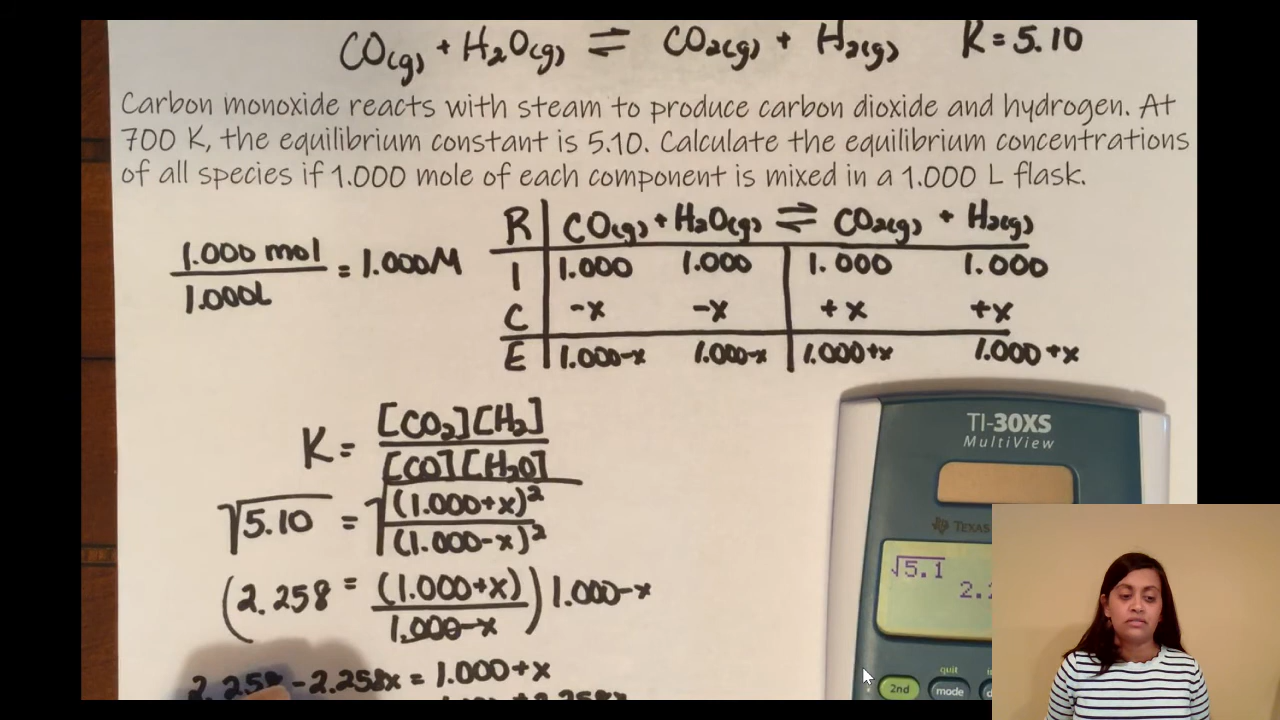 CO(g) + H2O(g) ⇌ CO2(g) + H2(g) K = 5.10
Carbon monoxide reacts with steam to produce carbon dioxide and hydrogen. At
700 K, the equilibrium constant is 5.10. Calculate the equilibrium concentrations
of all species if 1.000 mole of each component is mixed in a 1.000 L flask.
1.000 mol / 1.000L = 1.000M
R | CO(g) + H2O(g) ⇌ CO2(g) + H2(g)
I | 1.000 1.000 | 1.000 1.000
C | -x -x | +x +x
E | 1.000-x 1.000-x | 1.000+x 1.000+x
K = [CO2][H2] / [CO][H2O]
√5.10 = √(1.000+x)² / (1.000-x)²
(2.258 = (1.000+x) / 1.000-x) 1.000-x
2.258 - 2.258x = 1.000+x
TI-30XS
MultiView
TEXAS
√5.1
2.
quit
2nd
mode